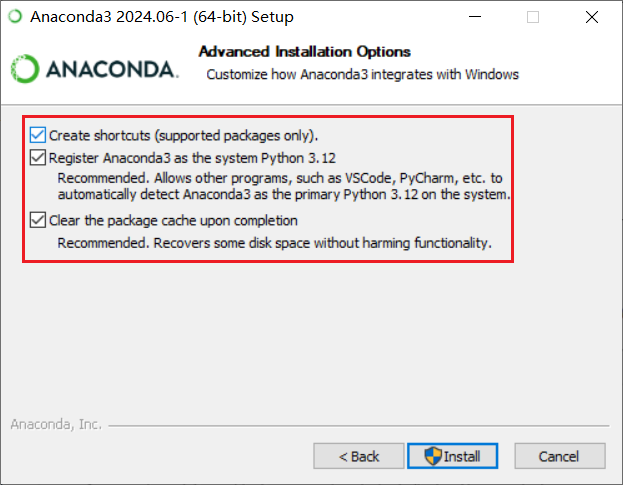 Anaconda3 2024.06-1 (64-bit) Setup
ANACONDA.
Advanced Installation Options
Customize how Anaconda3 integrates with Windows
Create shortcuts (supported packages only).
Register Anaconda3 as the system Python 3.12
Recommended. Allows other programs, such as VSCode, PyCharm, etc. to
automatically detect Anaconda3 as the primary Python 3.12 on the system.
Clear the package cache upon completion
Recommended. Recovers some disk space without harming functionality.
Anaconda, Inc.
< Back
Install
Cancel